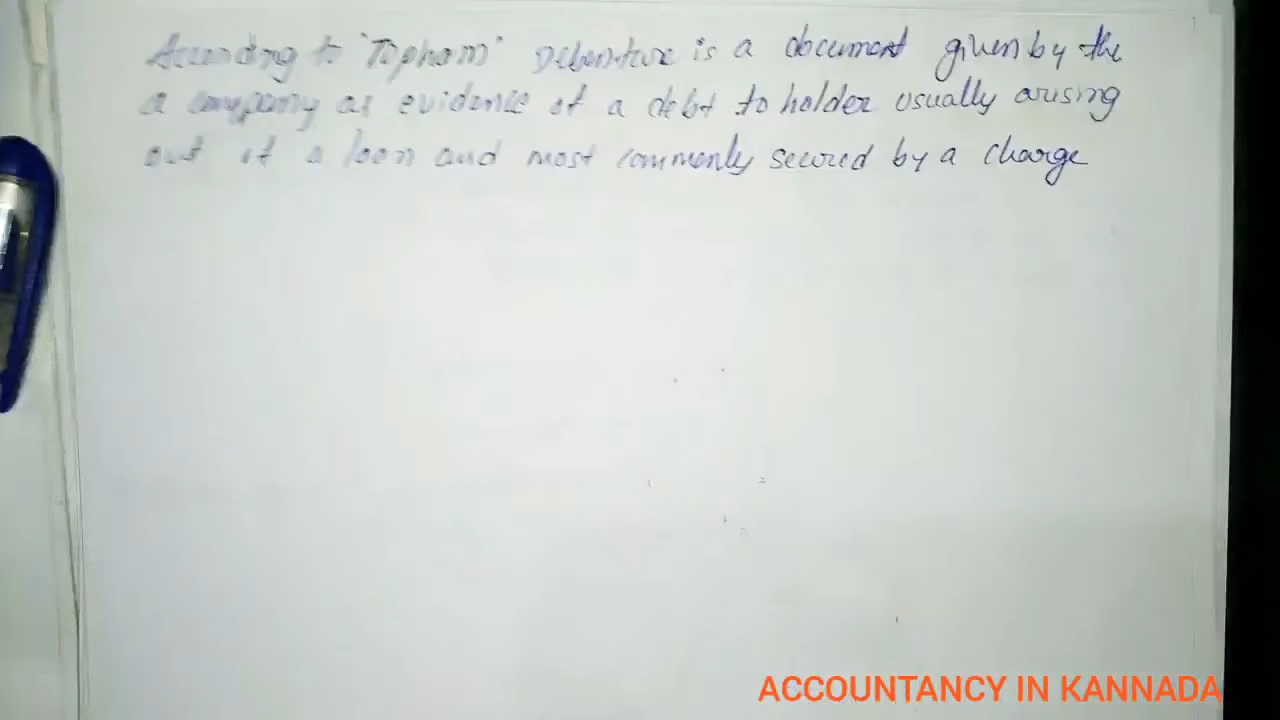 According to "Topham" Debenture is a document given by the
a company as evidence of a debt to holder usually arising
out of a loan and most commonly secured by a charge
ACCOUNTANCY IN KANNADA